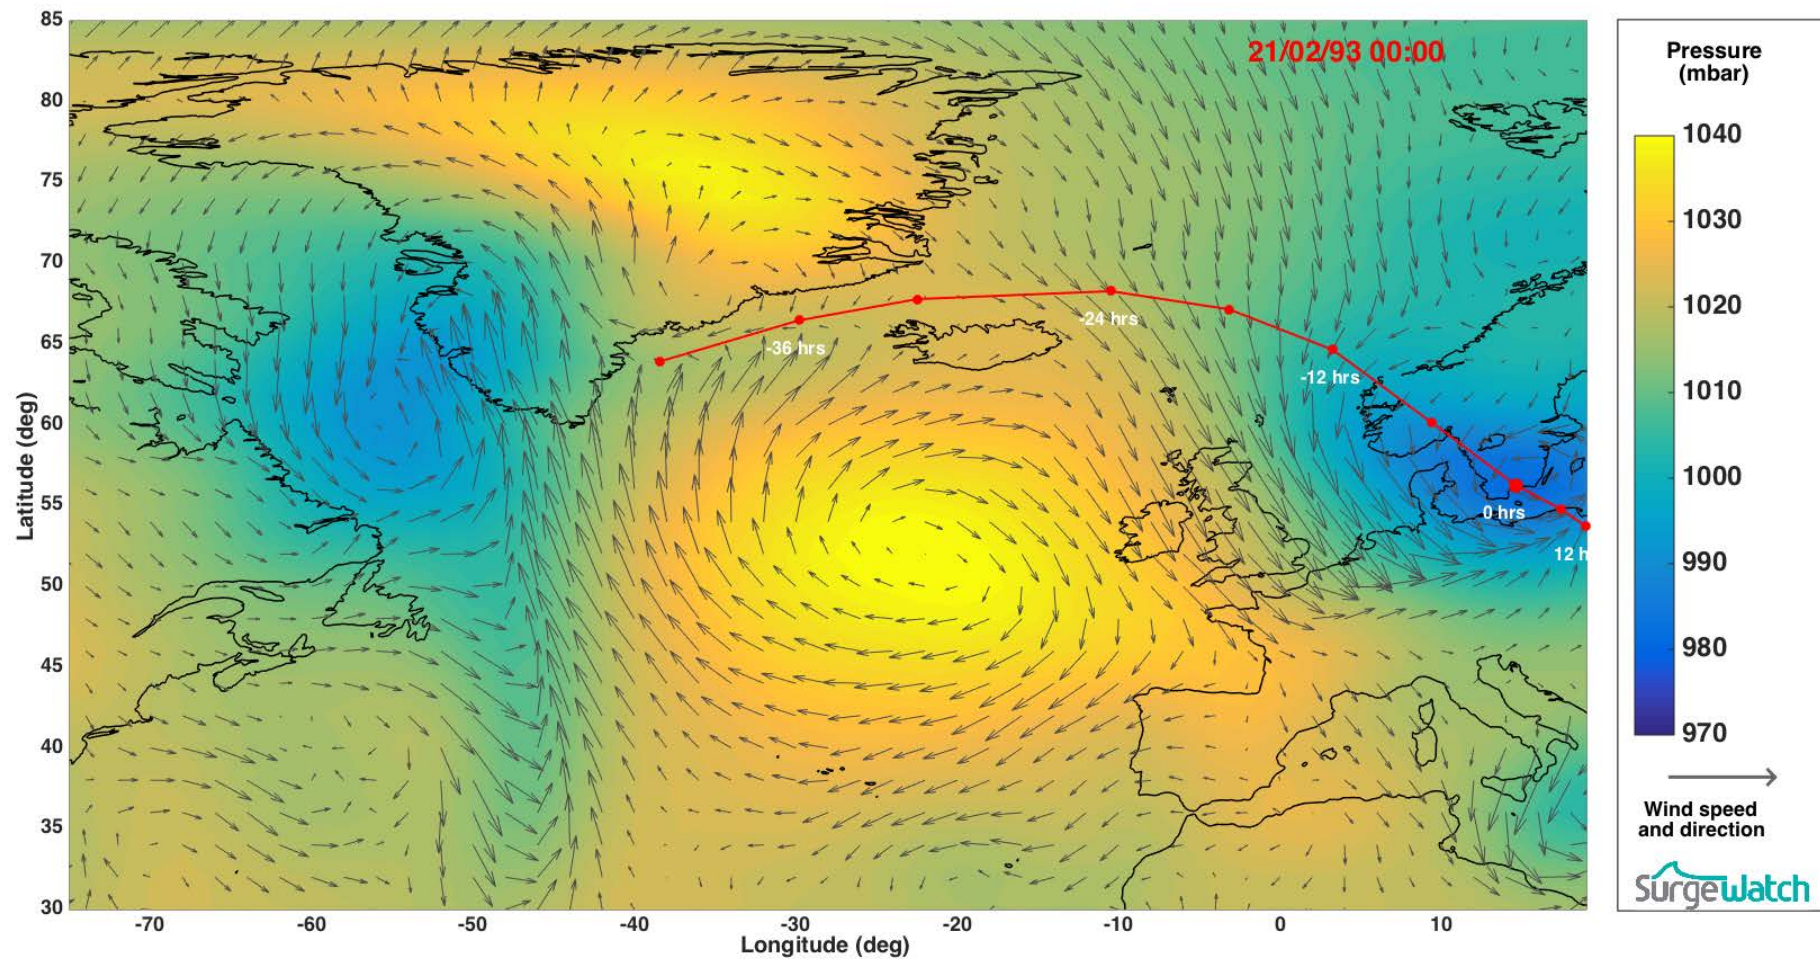 21/02/93 00:00
85
80
75
70
65
60
55
50
45
40
35
30
Latitude (deg)
-36 hrs
-24 hrs
-12 hrs
0 hrs
12 h
-70
-60
-50
-40
-30
-20
-10
0
10
Longitude (deg)
Pressure
(mbar)
1040
1030
1020
1010
1000
990
980
970
Wind speed
and direction
SurgeWatch